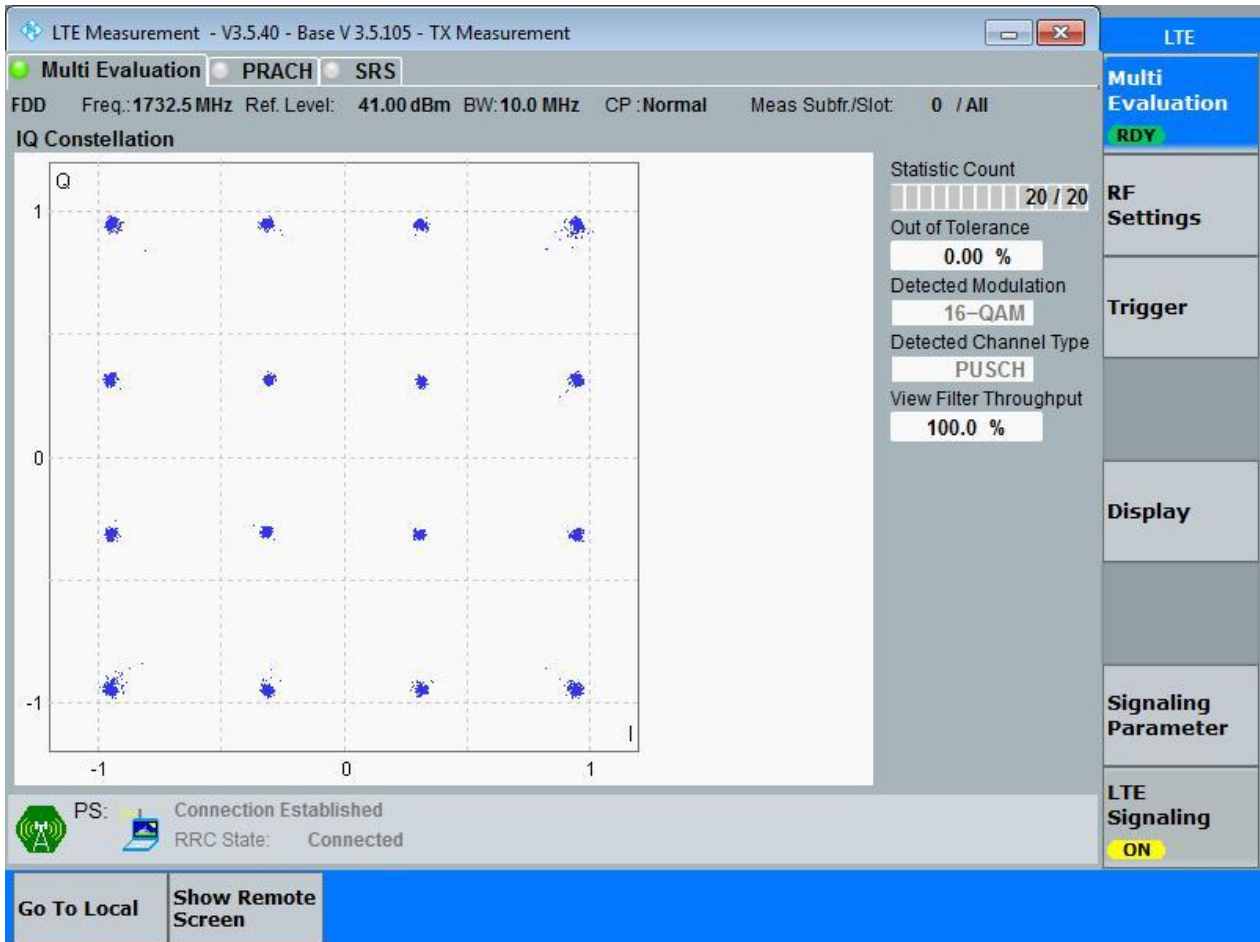 LTE Measurement - V3.5.40 - Base V 3.5.105 - TX Measurement
LTE
Multi Evaluation PRACH SRS
Multi
Evaluation
RDY
FDD Freq.: 1732.5 MHz Ref. Level: 41.00 dBm BW: 10.0 MHz CP : Normal Meas Subfr./Slot: 0 / All
IQ Constellation
Q
1
0
-1
I
-1 0 1
Statistic Count
20 / 20
Out of Tolerance
0.00 %
Detected Modulation
16-QAM
Detected Channel Type
PUSCH
View Filter Throughput
100.0 %
RF
Settings
Trigger
Display
Signaling
Parameter
LTE
Signaling
ON
PS: Connection Established
RRC State: Connected
Go To Local
Show Remote
Screen